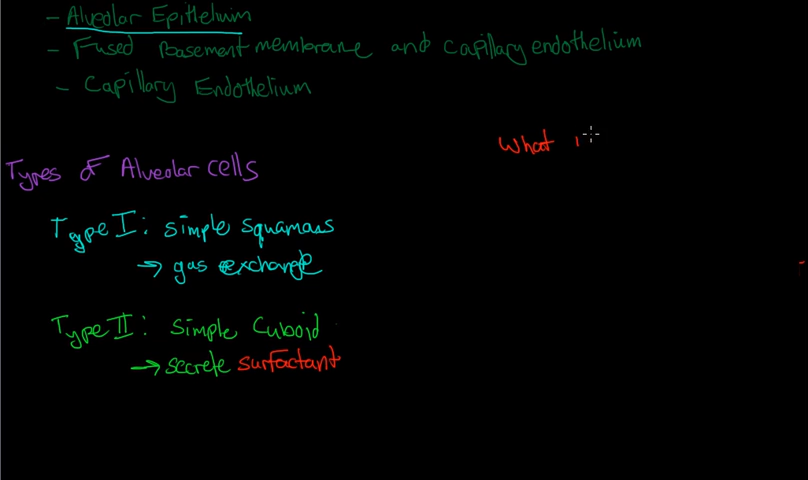 - Alveolar Epithelium
- Fused Basement membrane and Capillary endothelium
- Capillary Endothelium
What i
Types of Alveolar cells
Type I: simple squamous
→ gas exchange
Type II: Simple Cuboid
→ secrete surfactant